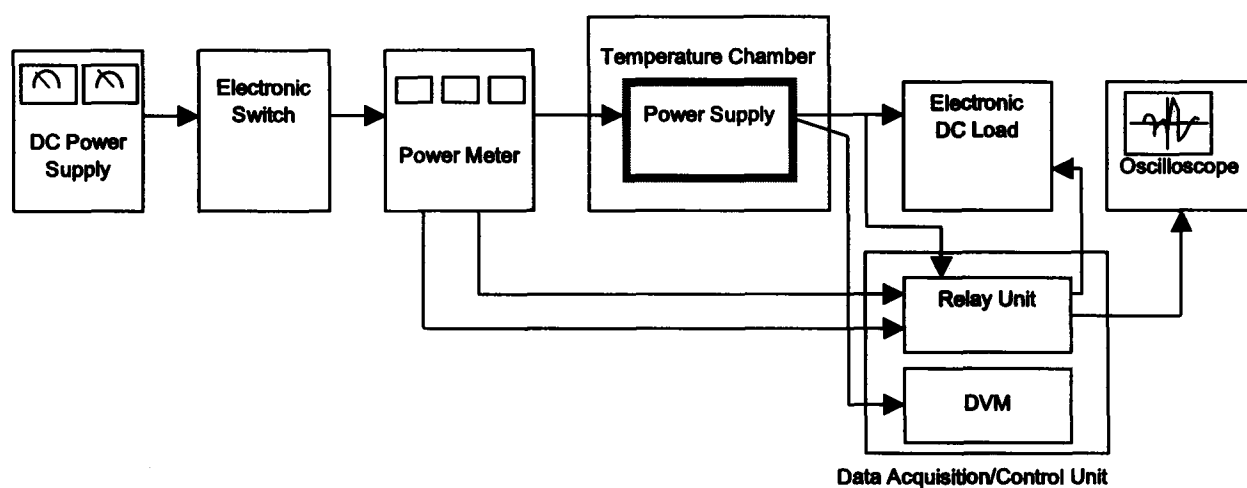 DC Power
Supply
Electronic
Switch
Power Meter
Temperature Chamber
Power Supply
Electronic
DC Load
Oscilloscope
Relay Unit
DVM
Data Acquisition/Control Unit